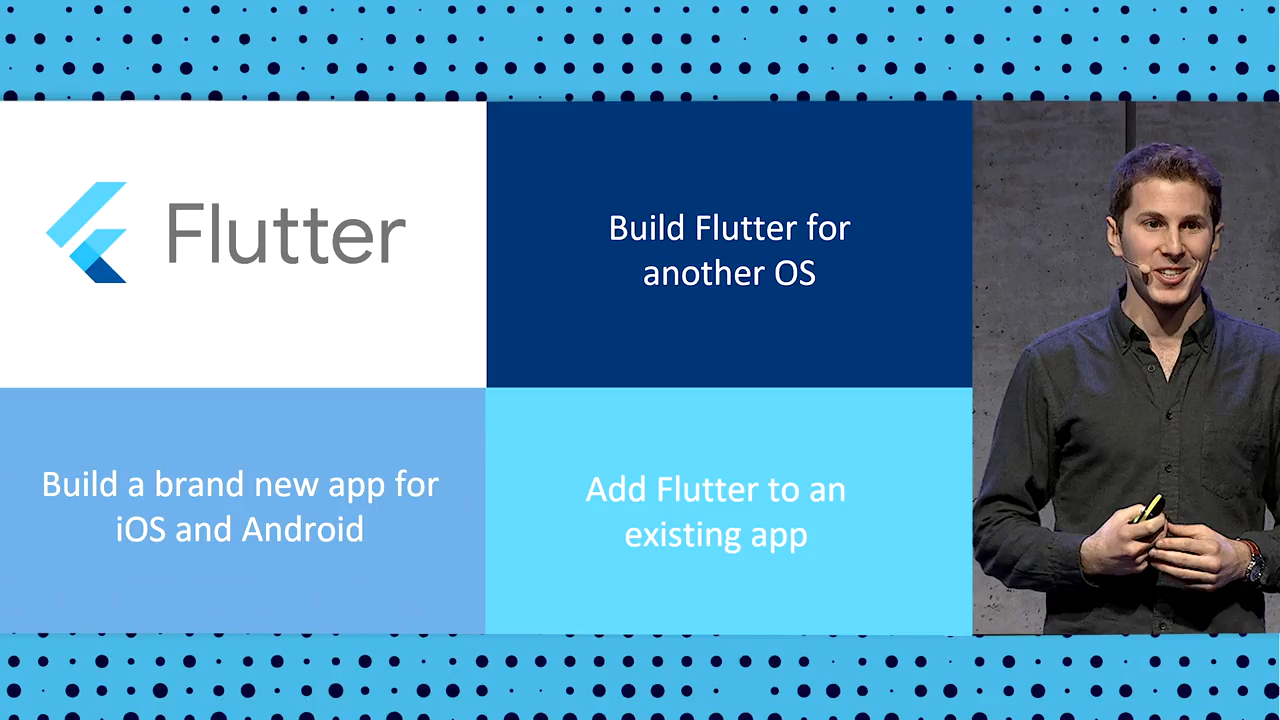 Flutter
Build Flutter for
another OS
Build a brand new app for
iOS and Android
Add Flutter to an
existing app